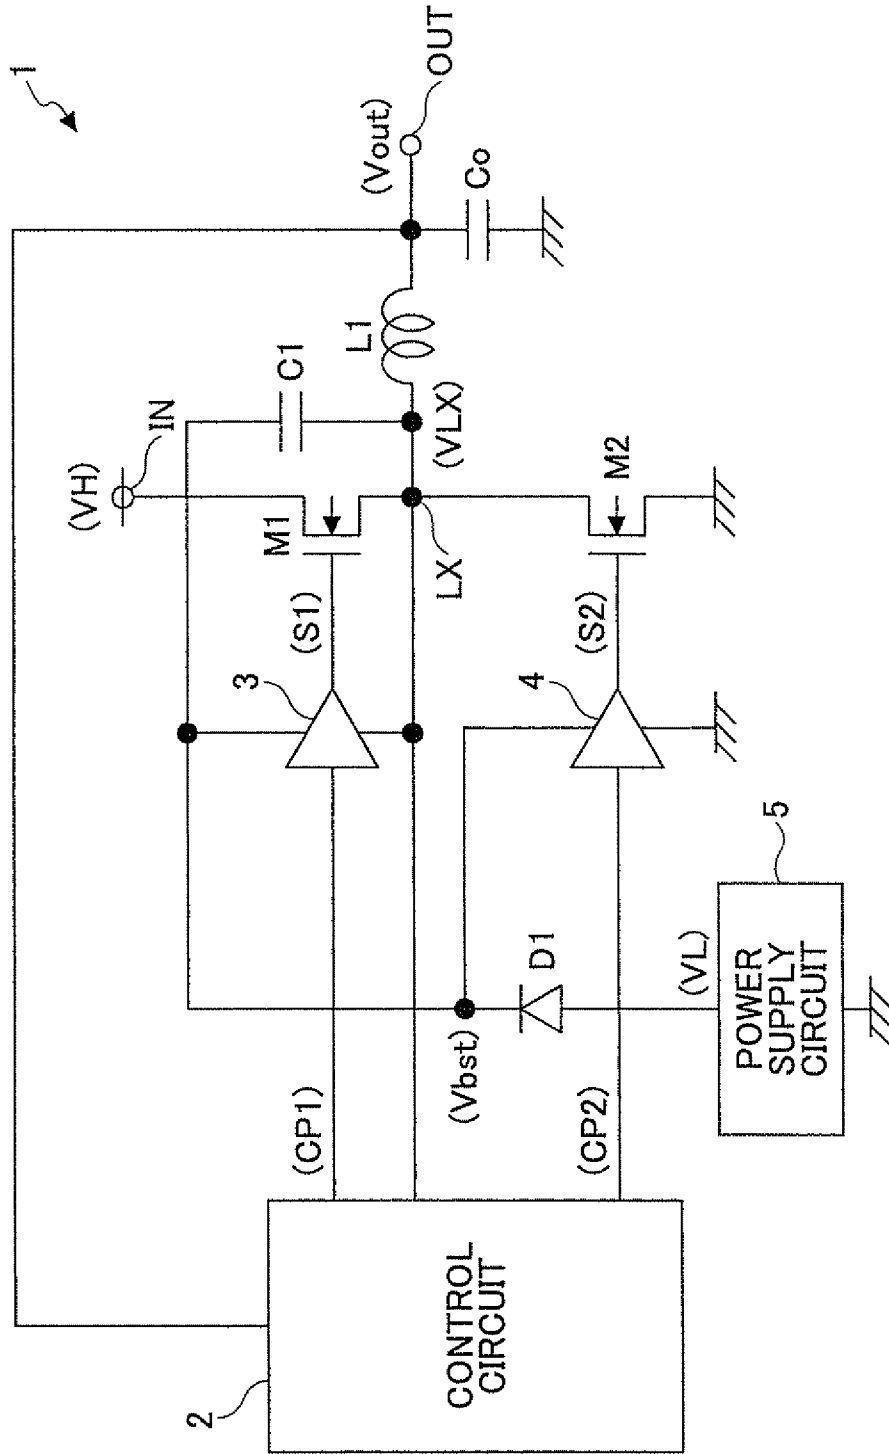 1
(VH)
IN
C1
(Vout)
OUT
L1
Co
M1
(S1)
3
(VLX)
LX
(CP1)
(Vbst)
D1
4
(S2)
M2
(CP2)
(VL)
5
2
CONTROL
CIRCUIT
POWER
SUPPLY
CIRCUIT